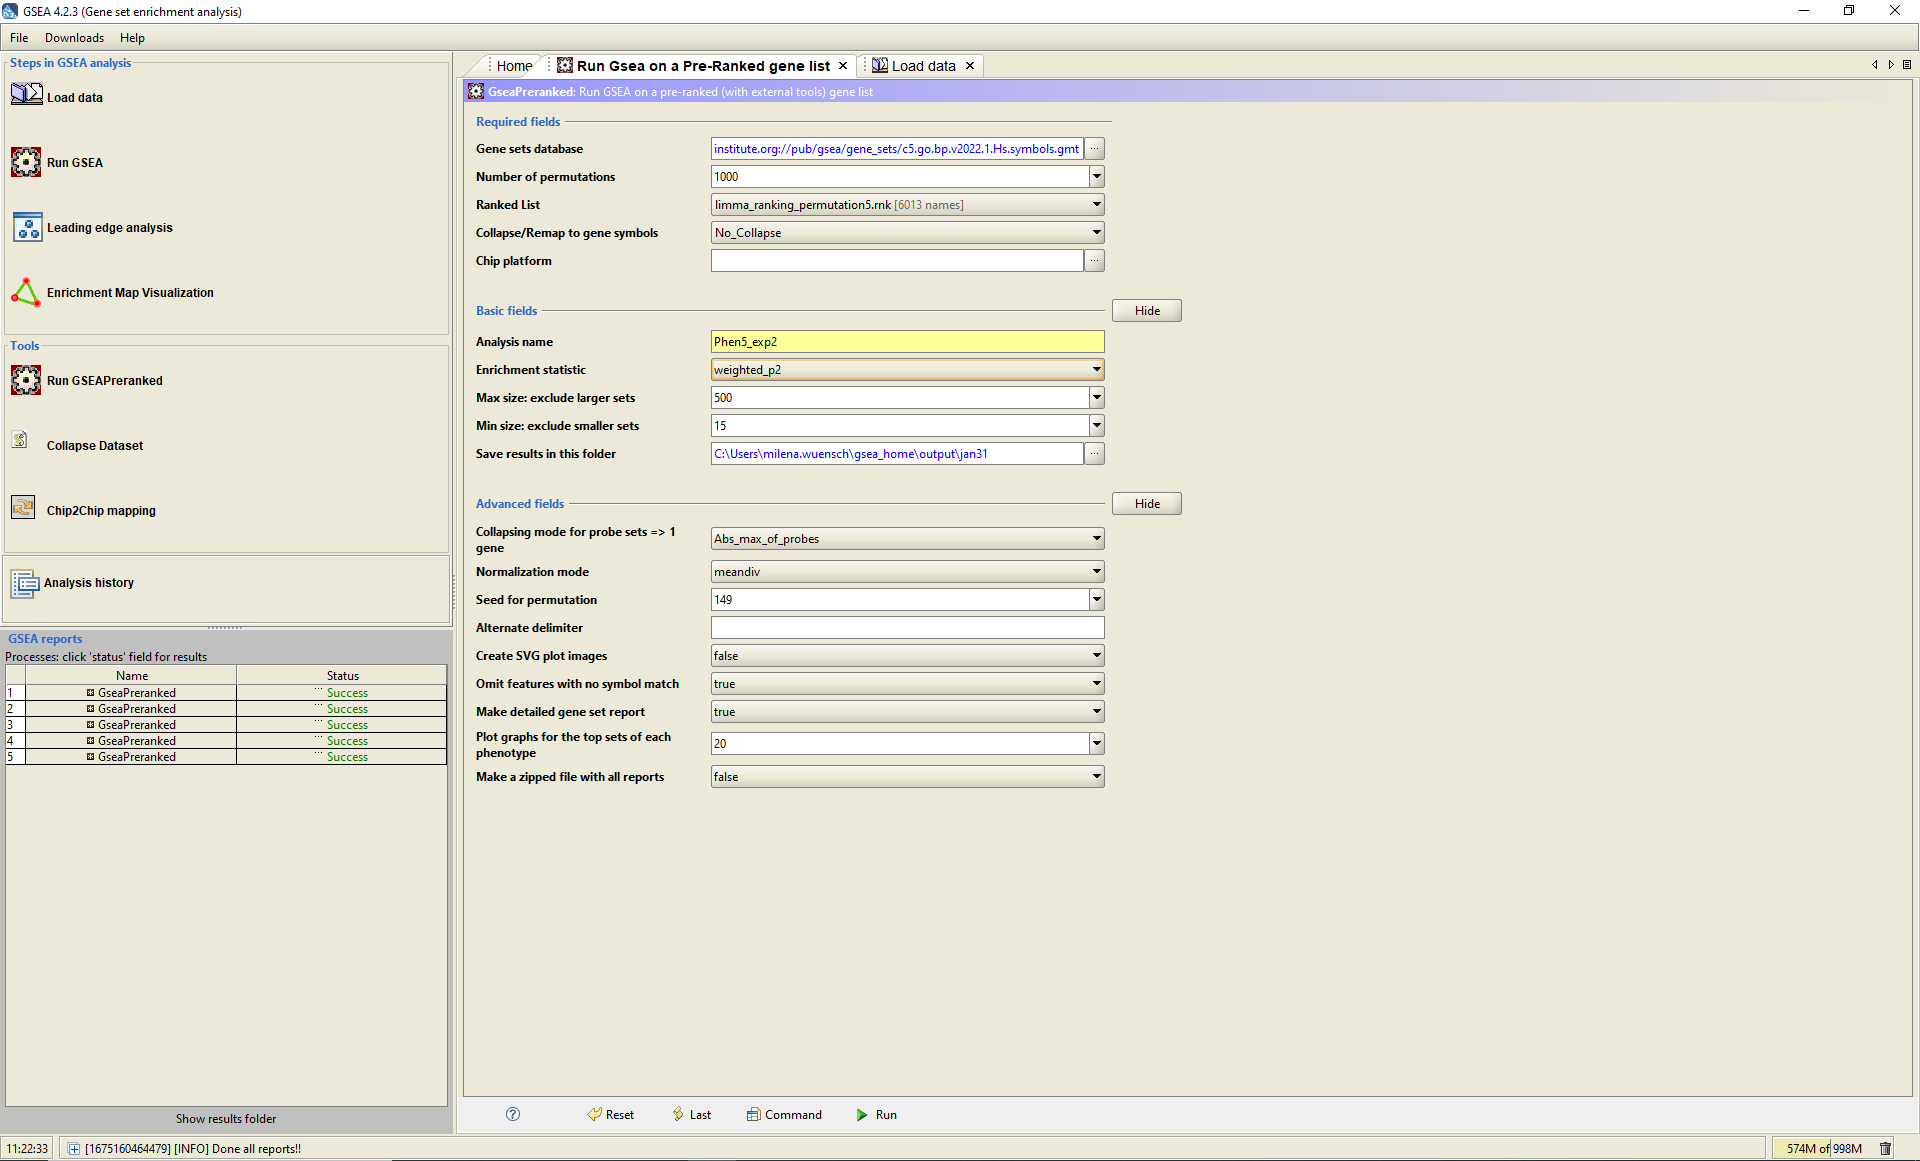 GSEA 4.2.3 (Gene set enrichment analysis)
File Downloads Help
Steps in GSEA analysis
Load data
Run GSEA
Leading edge analysis
Enrichment Map Visualization
Tools
Run GSEAPreranked
Collapse Dataset
Chip2Chip mapping
Analysis history
GSEA reports
Processes: click 'status' field for results
Name Status
1 GseaPreranked ... Success
2 GseaPreranked ... Success
3 GseaPreranked ... Success
4 GseaPreranked ... Success
5 GseaPreranked ... Success
Show results folder
Home Run Gsea on a Pre-Ranked gene list Load data
GseaPreranked: Run GSEA on a pre-ranked (with external tools) gene list
Required fields
Gene sets database institute.org://pub/gsea/gene_sets/c5.go.bp.v2022.1.Hs.symbols.gmt ...
Number of permutations 1000
Ranked List limma_ranking_permutation5.rnk [6013 names]
Collapse/Remap to gene symbols No_Collapse
Chip platform ...
Basic fields Hide
Analysis name Phen5_exp2
Enrichment statistic weighted_p2
Max size: exclude larger sets 500
Min size: exclude smaller sets 15
Save results in this folder C:\Users\milena.wuensch\gsea_home\output\jan31 ...
Advanced fields Hide
Collapsing mode for probe sets => 1
gene Abs_max_of_probes
Normalization mode meandiv
Seed for permutation 149
Alternate delimiter
Create SVG plot images false
Omit features with no symbol match true
Make detailed gene set report true
Plot graphs for the top sets of each
phenotype 20
Make a zipped file with all reports false
? Reset Last Command Run
11:22:33 [1675160464479] [INFO] Done all reports!! 574M of 998M